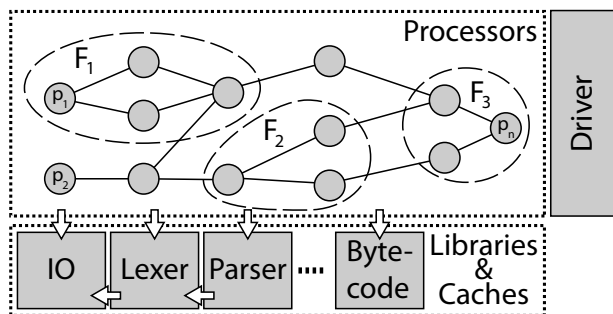 Processors
F1
F3
p1
F2
pn
p2
Driver
IO
Lexer
Parser
Byte-
code
Libraries
&
Caches